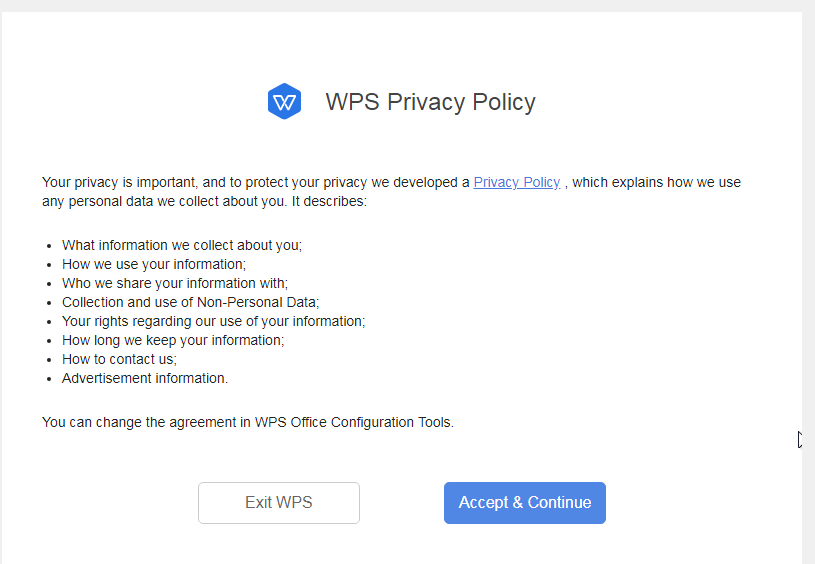 WPS Privacy Policy
Your privacy is important, and to protect your privacy we developed a Privacy Policy , which explains how we use
any personal data we collect about you. It describes:
• What information we collect about you;
• How we use your information;
• Who we share your information with;
• Collection and use of Non-Personal Data;
• Your rights regarding our use of your information;
• How long we keep your information;
• How to contact us;
• Advertisement information.
You can change the agreement in WPS Office Configuration Tools.
Exit WPS
Accept & Continue